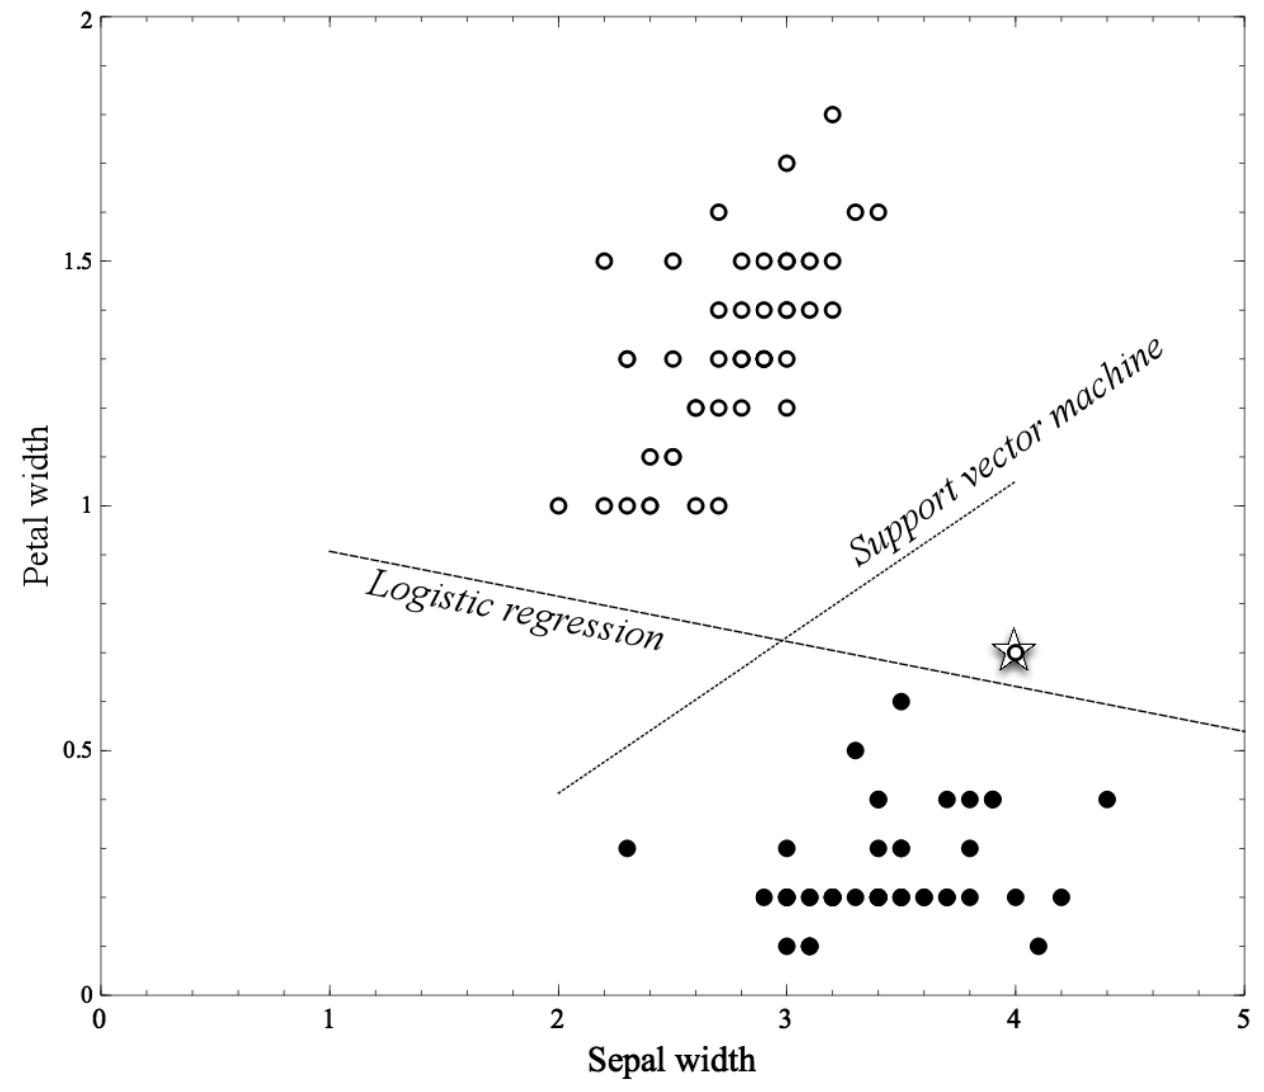 2
1.5
1
0.5
0
Petal width
Support vector machine
Logistic regression
0 1 2 3 4 5
Sepal width